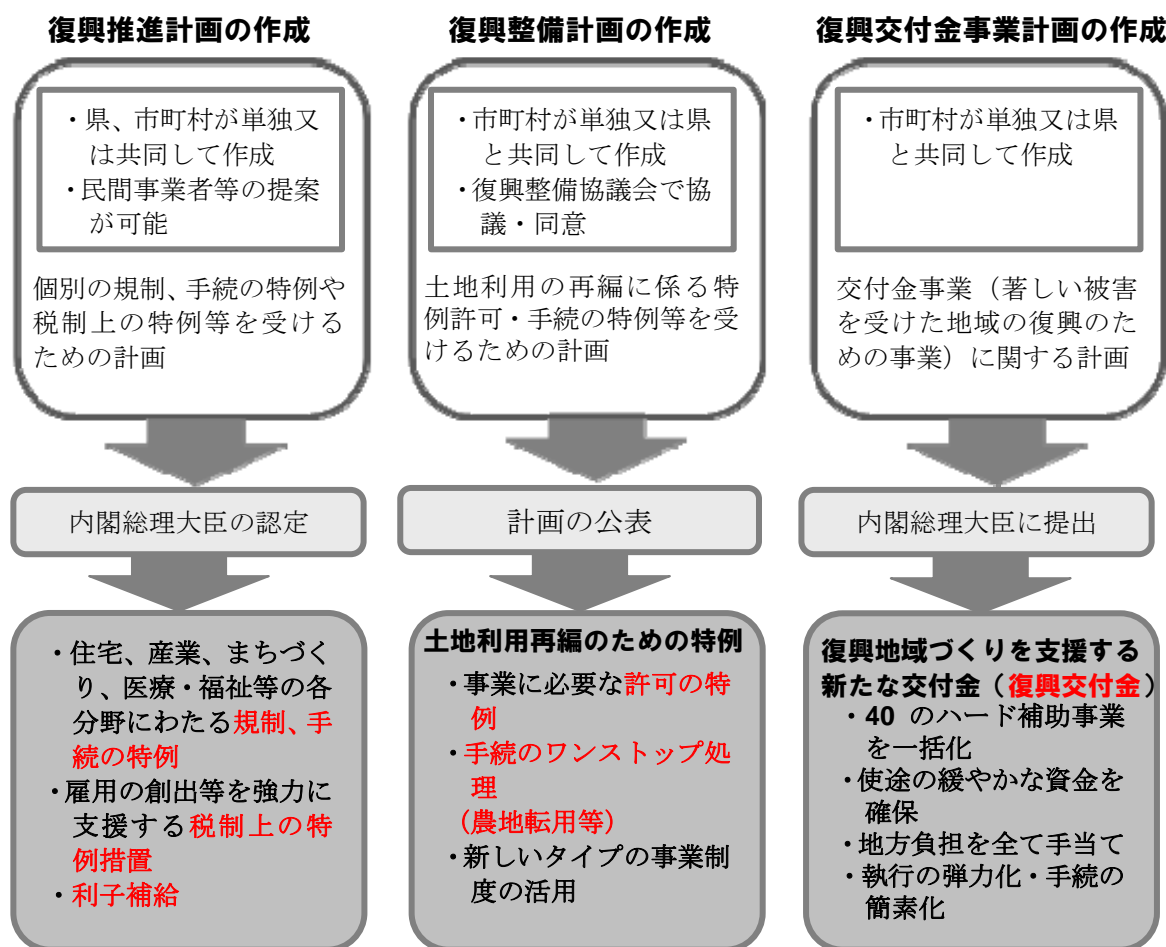 復興推進計画の作成
・県、市町村が単独又
は共同して作成
・民間事業者等の提案
が可能
個別の規制、手続の特例や
税制上の特例等を受ける
ための計画
内閣総理大臣の認定
・住宅、産業、まちづく
り、医療・福祉等の各
分野にわたる規制、手
続の特例
・雇用の創出等を強力に
支援する税制上の特
例措置
・利子補給
復興整備計画の作成
・市町村が単独又は県
と共同して作成
・復興整備協議会で協
議・同意
土地利用の再編に係る特
例許可・手続の特例等を受
けるための計画
計画の公表
土地利用再編のための特例
・事業に必要な許可の特
例
・手続のワンストップ処
理
（農地転用等）
・新しいタイプの事業制
度の活用
復興交付金事業計画の作成
・市町村が単独又は県
と共同して作成
交付金事業（著しい被害
を受けた地域の復興のた
めの事業）に関する計画
内閣総理大臣に提出
復興地域づくりを支援する
新たな交付金（復興交付金）
・40 のハード補助事業
を一括化
・使途の緩やかな資金を
確保
・地方負担を全て手当て
・執行の弾力化・手続の
簡素化